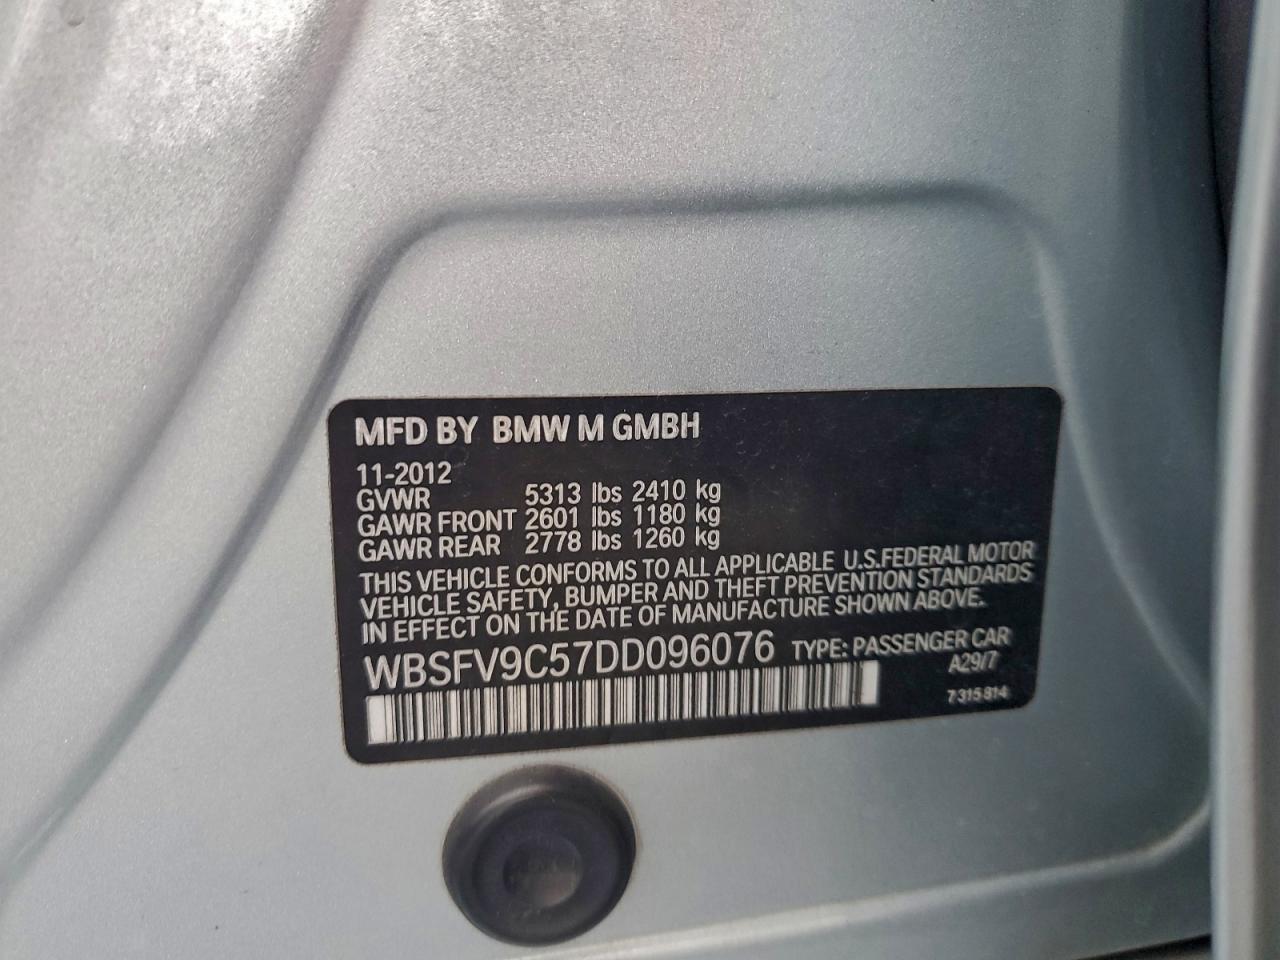 MFD BY BMW M GMBH
11-2012
GVWR 5313 lbs 2410 kg
GAWR FRONT 2601 lbs 1180 kg
GAWR REAR 2778 lbs 1260 kg
THIS VEHICLE CONFORMS TO ALL APPLICABLE U.S.FEDERAL MOTOR
VEHICLE SAFETY, BUMPER AND THEFT PREVENTION STANDARDS
IN EFFECT ON THE DATE OF MANUFACTURE SHOWN ABOVE.
WBSFV9C57DD096076 TYPE: PASSENGER CAR
A29/7
7 315 814